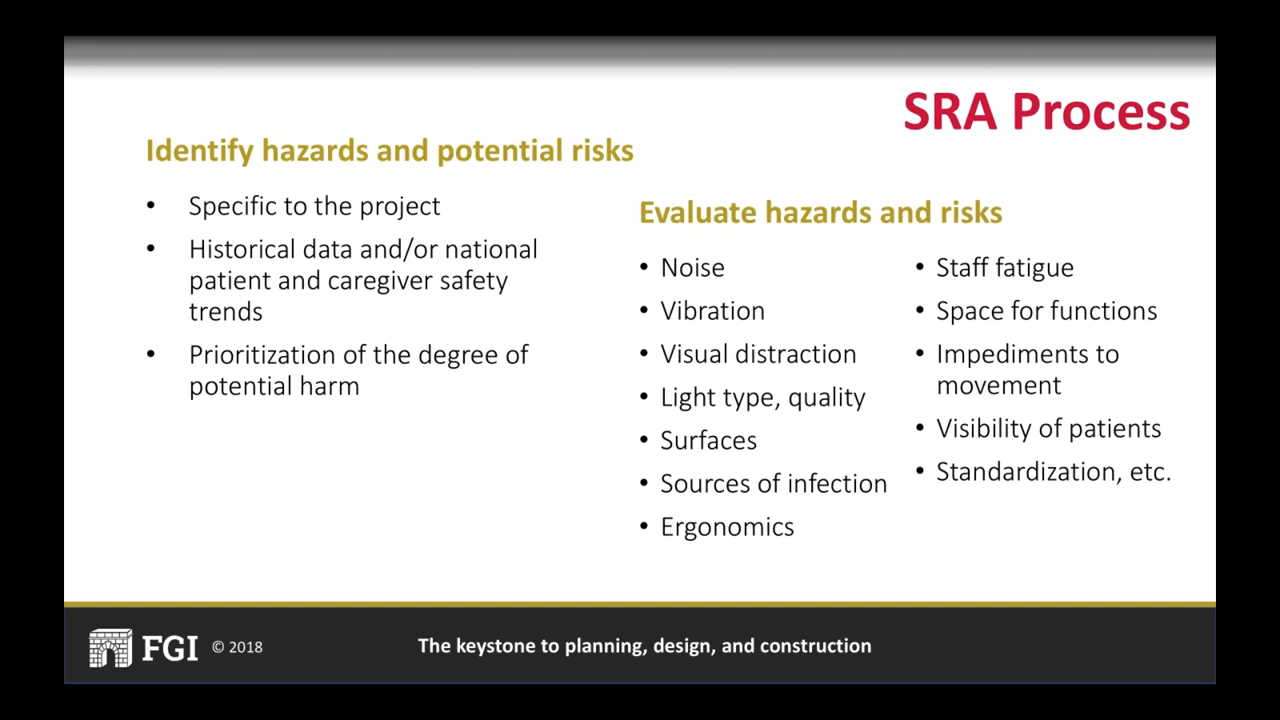 SRA Process
Identify hazards and potential risks
• Specific to the project
• Historical data and/or national
patient and caregiver safety
trends
• Prioritization of the degree of
potential harm
Evaluate hazards and risks
• Noise
• Vibration
• Visual distraction
• Light type, quality
• Surfaces
• Sources of infection
• Ergonomics
• Staff fatigue
• Space for functions
• Impediments to
movement
• Visibility of patients
• Standardization, etc.
FGI © 2018
The keystone to planning, design, and construction